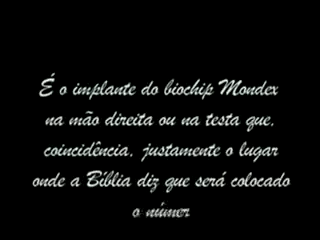 É o implante do biochip Mondex
na mão direita ou na testa que,
coincidência, justamente o lugar
onde a Bíblia diz que será colocado
o númer